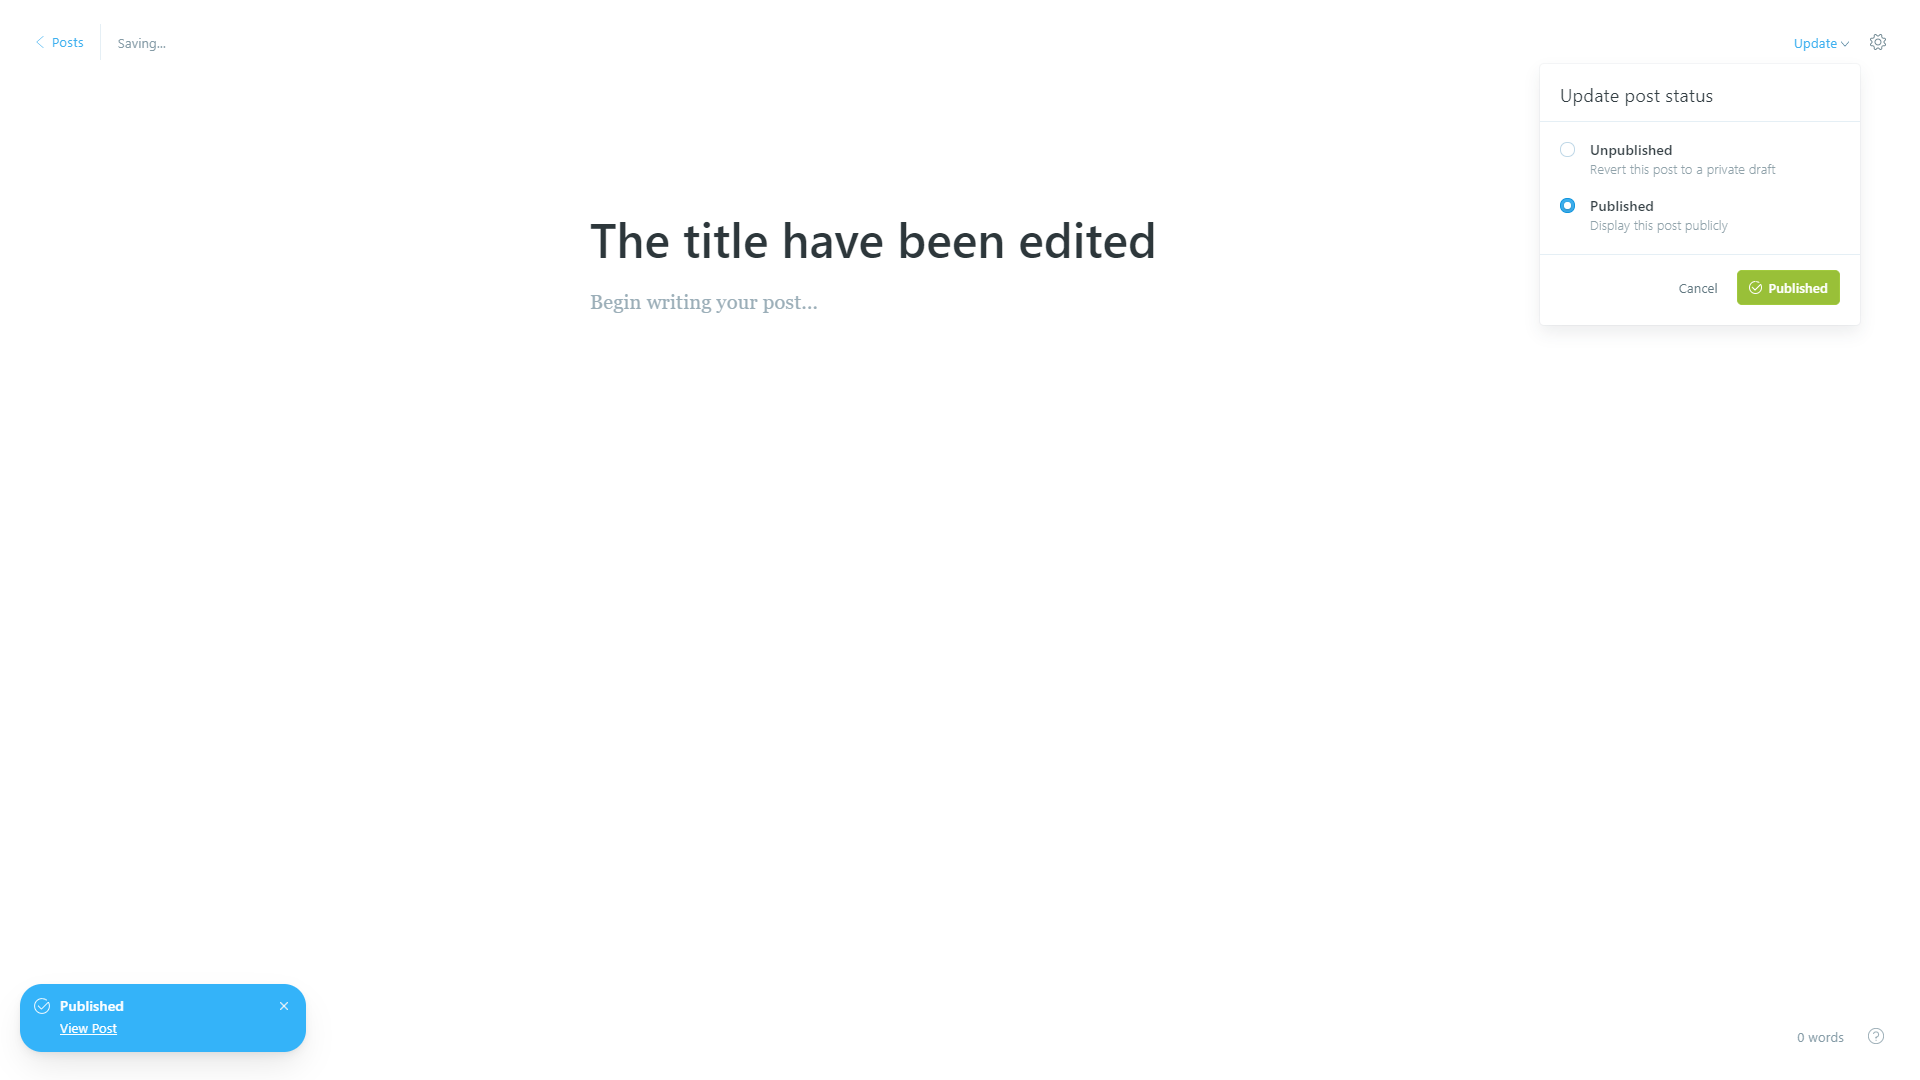 Posts
Saving...
Update
Update post status
Unpublished
Revert this post to a private draft
Published
Display this post publicly
Cancel
Published
The title have been edited
Begin writing your post...
Published
View Post
0 words